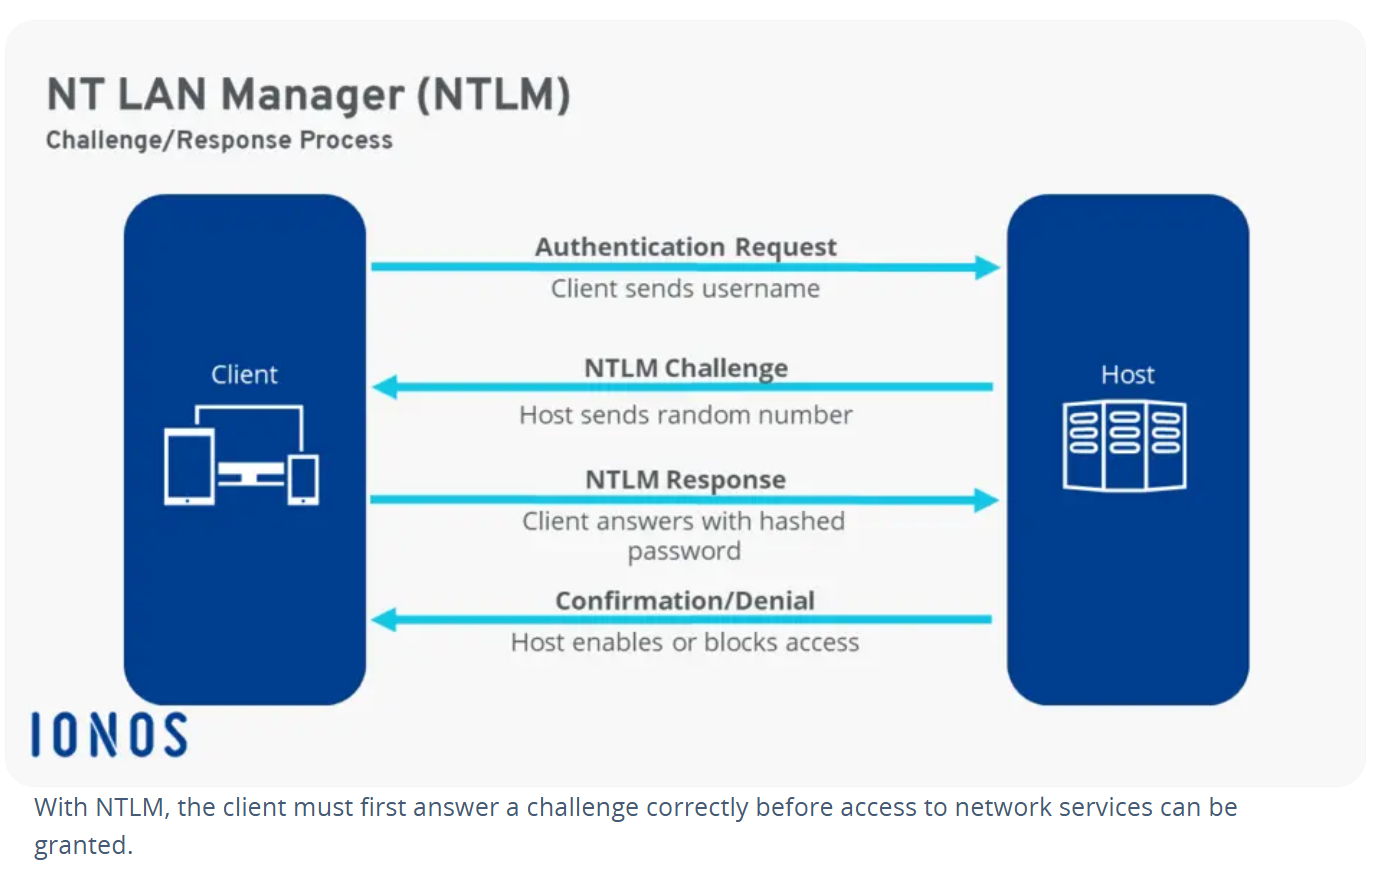 NT LAN Manager (NTLM)
Challenge/Response Process
Authentication Request
Client sends username
Client
NTLM Challenge
Host
Host sends random number
NTLM Response
Client answers with hashed
password
Confirmation/Denial
Host enables or blocks access
IONOS
With NTLM, the client must first answer a challenge correctly before access to network services can be
granted.